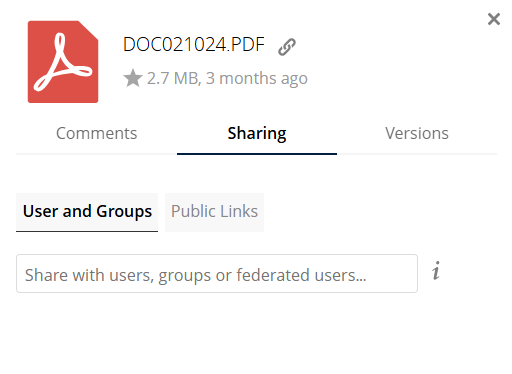 DOC021024.PDF
2.7 MB, 3 months ago
Comments Sharing Versions
User and Groups Public Links
Share with users, groups or federated users...
i